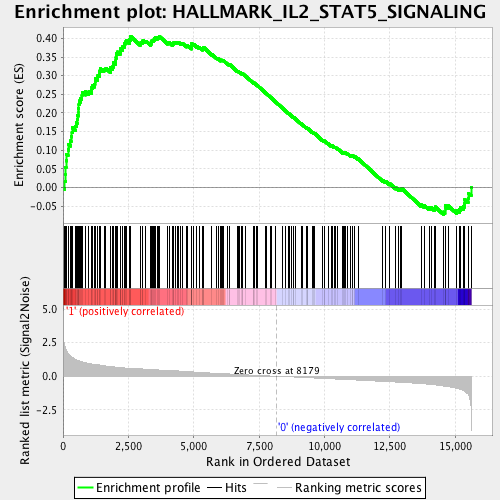 Enrichment plot: HALLMARK_IL2_STAT5_SIGNALING
Enrichment score (ES)
0.40
0.35
0.30
0.25
0.20
0.15
0.10
0.05
0.00
-0.05
'1' (positively correlated)
Ranked list metric (Signal2Noise)
5.0
2.5
0.0
-2.5
Zero cross at 8179
'0' (negatively correlated)
0
2,500
5,000
7,500
10,000
12,500
15,000
Rank in Ordered Dataset
Enrichment profile
Hits
Ranking metric scores